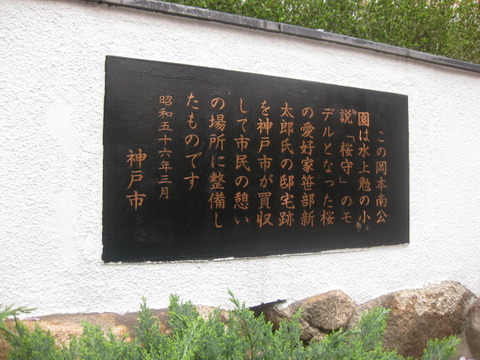 この岡本南公
園は水上勉の小
説「桜守」のモ
デルとなった桜
の愛好家笹部新
太郎氏の邸宅跡
を神戸市が買収
して市民の憩い
の場所に整備し
たものです
昭和五十六年三月
神戸市